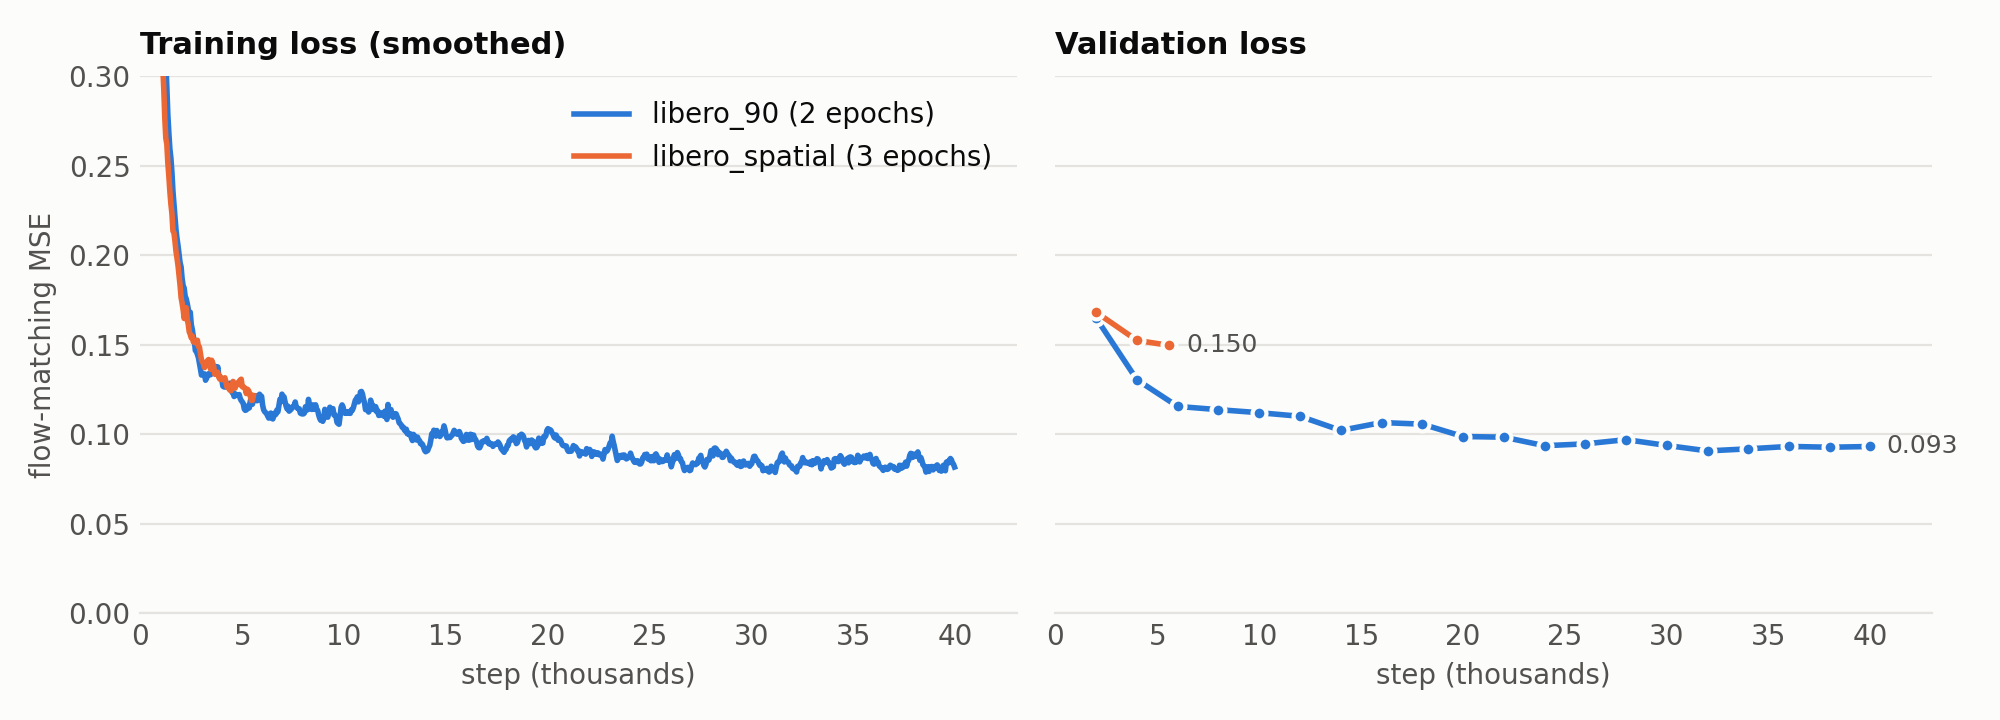 Training loss (smoothed)
Validation loss
flow-matching MSE
0.30
0.25
0.20
0.15
0.10
0.05
0.00
libero_90 (2 epochs)
libero_spatial (3 epochs)
0 5 10 15 20 25 30 35 40
step (thousands)
0.150
0.093
0 5 10 15 20 25 30 35 40
step (thousands)